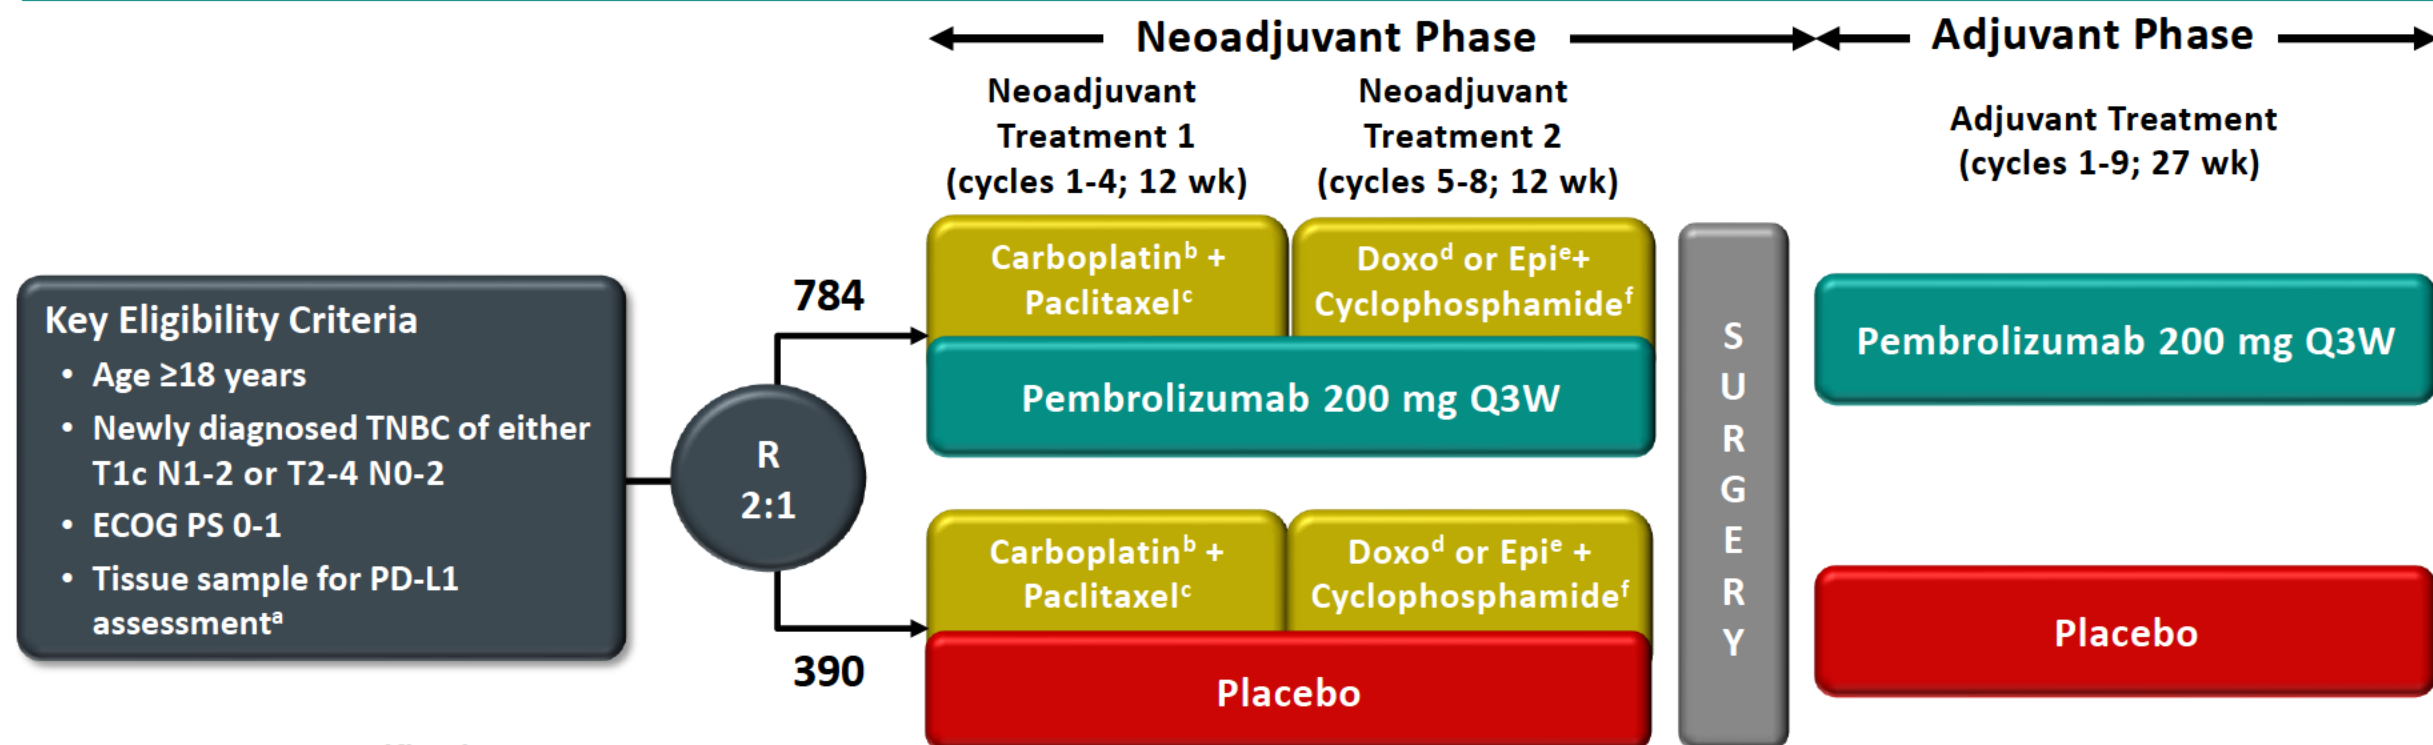 Neoadjuvant Phase
Adjuvant Phase
Neoadjuvant
Treatment 1
(cycles 1-4; 12 wk)
Neoadjuvant
Treatment 2
(cycles 5-8; 12 wk)
Adjuvant Treatment
(cycles 1-9; 27 wk)
Key Eligibility Criteria
• Age ≥18 years
• Newly diagnosed TNBC of either
T1c N1-2 or T2-4 N0-2
• ECOG PS 0-1
• Tissue sample for PD-L1
assessmentᵃ
R
2:1
784
Carboplatinᵇ +
Paclitaxelᶜ
Doxoᵈ or Epiᵉ+
Cyclophosphamideᶠ
Pembrolizumab 200 mg Q3W
390
Carboplatinᵇ +
Paclitaxelᶜ
Doxoᵈ or Epiᵉ +
Cyclophosphamideᶠ
Placebo
S
U
R
G
E
R
Y
Pembrolizumab 200 mg Q3W
Placebo